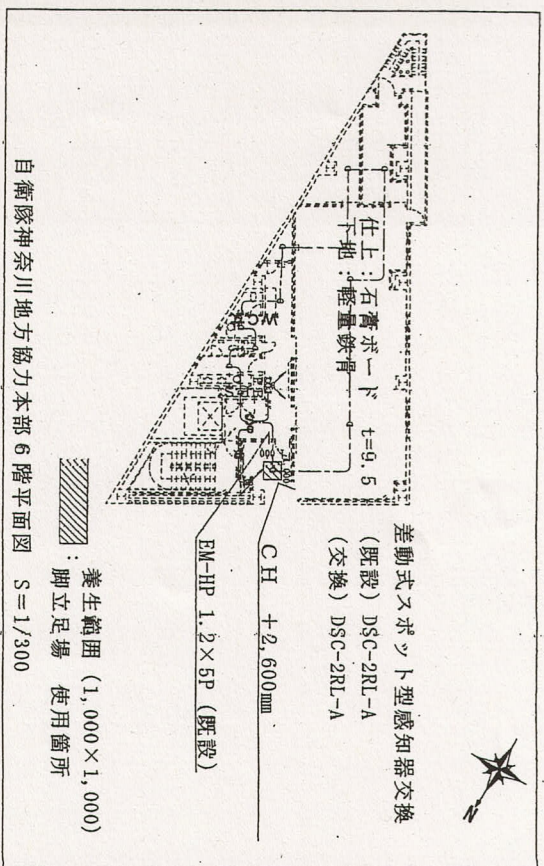 差動式スポット型感知器交換
(既設) DSC-2RL-A
(交換) DSC-2RL-A
仕上:石膏ボード t=9.5
下地:軽量鉄骨
WC
CH +2,600mm
EM-HP 1.2×5P (既設)
:養生範囲 (1,000×1,000)
脚立足場 使用箇所
自衛隊神奈川地方協力本部6階平面図 S=1/300
N